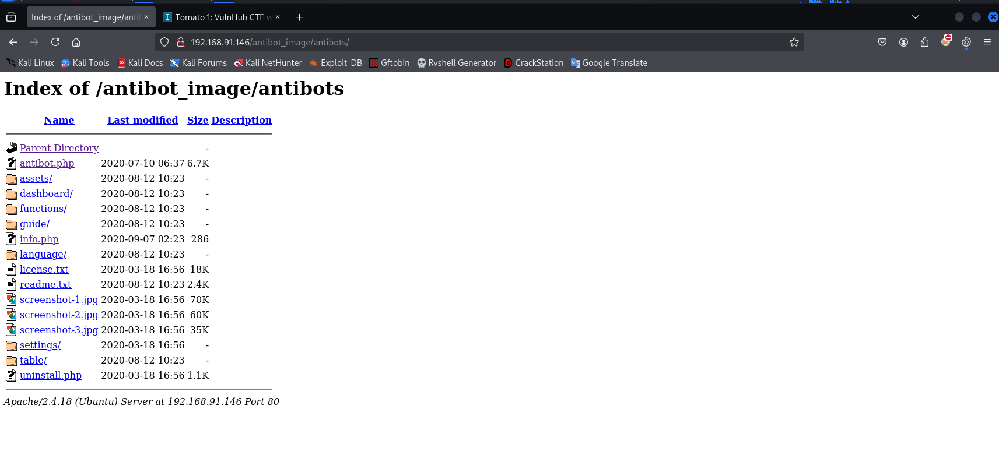 Index of /antibot_image/antib
Tomato 1: VulnHub CTF w
192.168.91.146/antibot_image/antibots/
Kali Linux Kali Tools Kali Docs Kali Forums Kali NetHunter Exploit-DB Gftobin Rvshell Generator CrackStation Google Translate
Index of /antibot_image/antibots
Name Last modified Size Description
Parent Directory -
antibot.php 2020-07-10 06:37 6.7K
assets/ 2020-08-12 10:23 -
dashboard/ 2020-08-12 10:23 -
functions/ 2020-08-12 10:23 -
guide/ 2020-08-12 10:23 -
info.php 2020-09-07 02:23 286
language/ 2020-08-12 10:23 -
license.txt 2020-03-18 16:56 18K
readme.txt 2020-08-12 10:23 2.4K
screenshot-1.jpg 2020-03-18 16:56 70K
screenshot-2.jpg 2020-03-18 16:56 60K
screenshot-3.jpg 2020-03-18 16:56 35K
settings/ 2020-03-18 16:56 -
table/ 2020-08-12 10:23 -
uninstall.php 2020-03-18 16:56 1.1K
Apache/2.4.18 (Ubuntu) Server at 192.168.91.146 Port 80